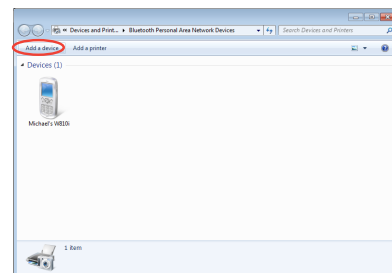 « Devices and Print... ▸ Bluetooth Personal Area Network Devices
Search Devices and Printers
Add a device
Add a printer
Devices (1)
Michael's W810i
1 item